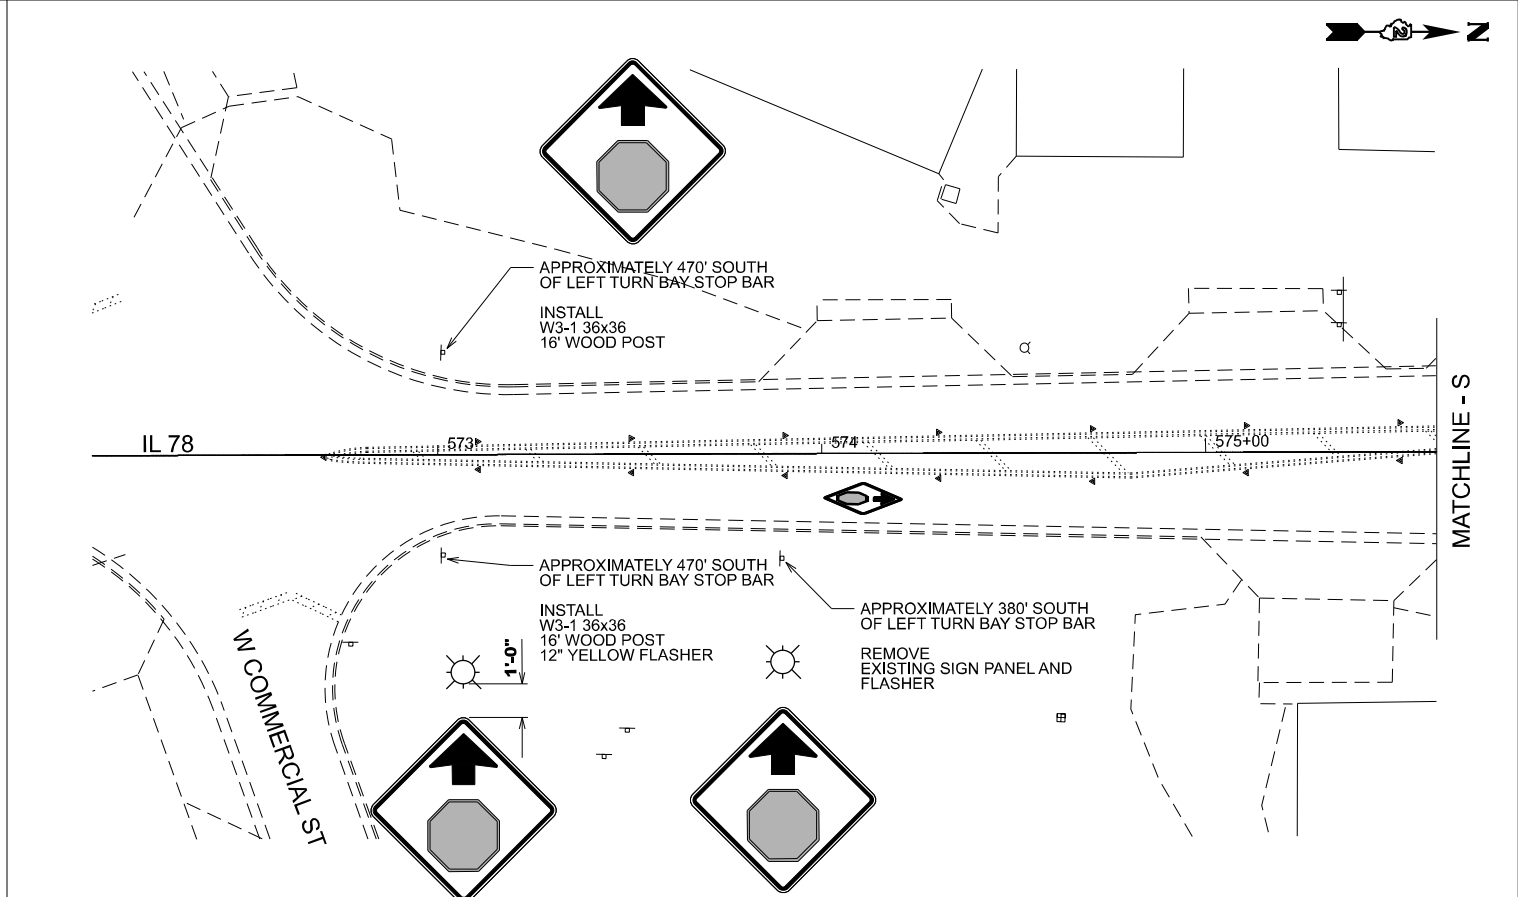 N
2
APPROXIMATELY 470' SOUTH
OF LEFT TURN BAY STOP BAR
INSTALL
W3-1 36x36
16' WOOD POST
IL 78
573
574
575+00
MATCHLINE - S
APPROXIMATELY 470' SOUTH
OF LEFT TURN BAY STOP BAR
INSTALL
W3-1 36x36
16' WOOD POST
12" YELLOW FLASHER
1'-0"
APPROXIMATELY 380' SOUTH
OF LEFT TURN BAY STOP BAR
REMOVE
EXISTING SIGN PANEL AND
FLASHER
W COMMERCIAL ST